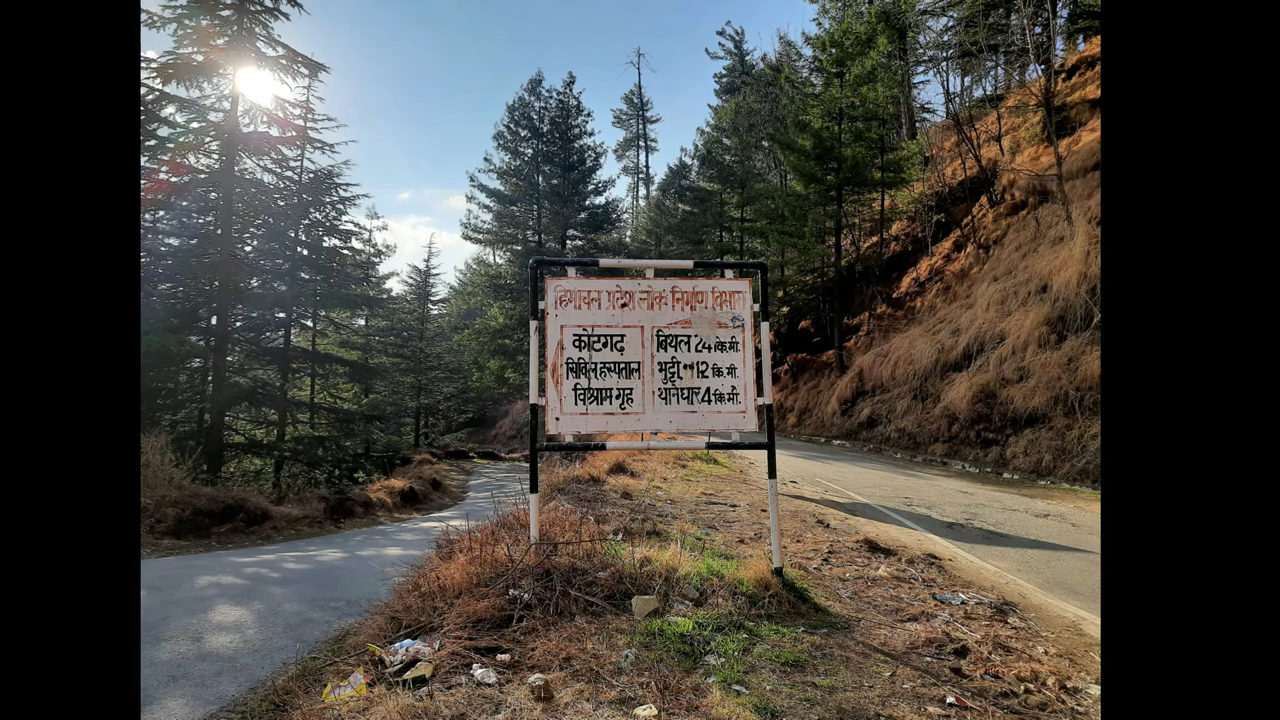 हिमाचल प्रदेश लोक निर्माण विभाग
कोटगढ़
सिविल हस्पताल
विश्राम गृह
बिथल 24 कि.मी.
भुट्टी 12 कि.मी.
थानेधार 4 कि.मी.